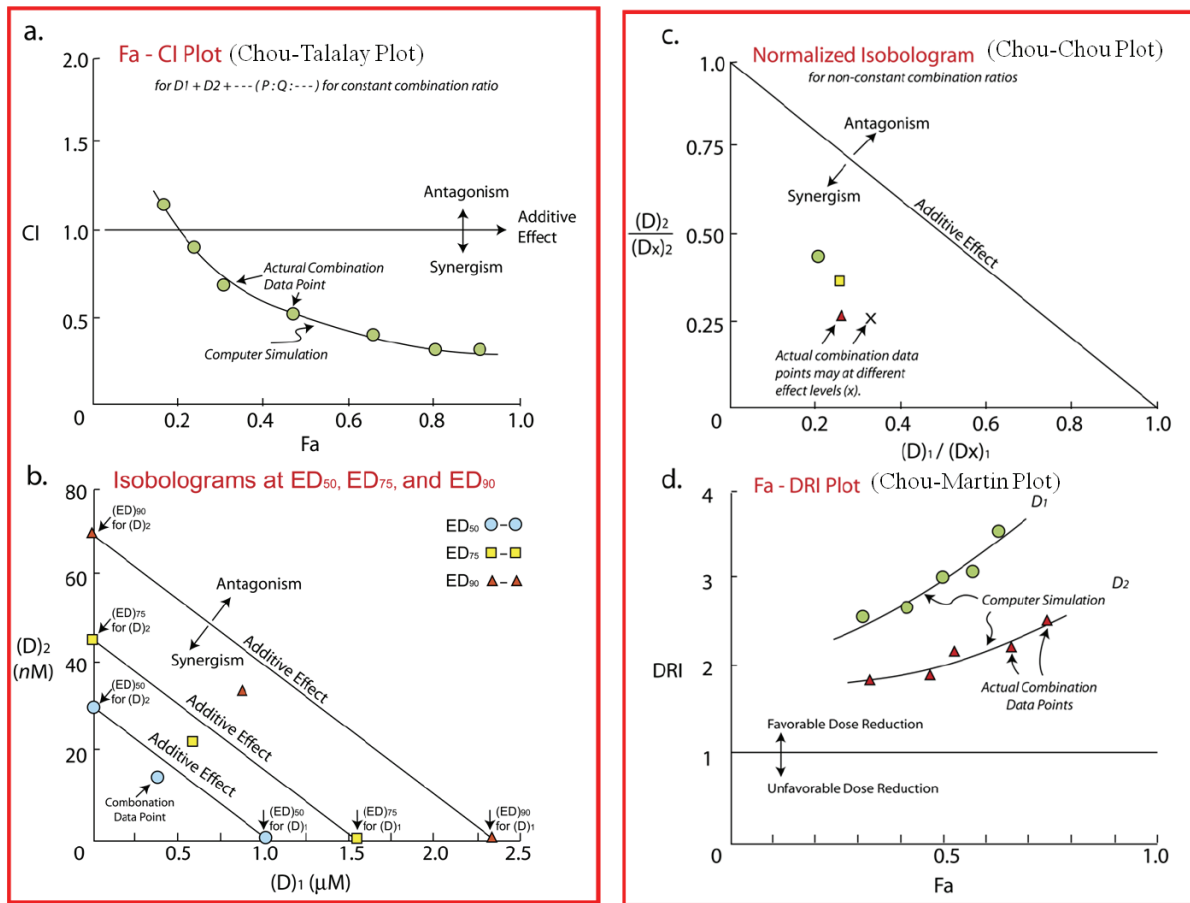 a.
Fa - CI Plot (Chou-Talalay Plot)
for D1 + D2 + --- ( P : Q : --- ) for constant combination ratio
2.0
1.5
CI
1.0
0.5
0
0.2
0.4
0.6
0.8
1.0
Fa
Antagonism
Additive
Effect
Synergism
Actural Combination
Data Point
Computer Simulation
b.
Isobolograms at ED50, ED75, and ED90
80
60
(D)2
(nM)
40
20
0
0.5
1.0
1.5
2.0
2.5
(D)1 (μM)
(ED)90
for (D)2
(ED)75
for (D)2
(ED)50
for (D)2
ED50
ED75
ED90
Antagonism
Synergism
Additive Effect
Additive Effect
Additive Effect
Combonation
Data Point
(ED)50
for (D)1
(ED)75
for (D)1
(ED)90
for (D)1
c.
Normalized Isobologram (Chou-Chou Plot)
for non-constant combination ratios
1.0
0.75
(D)2
(Dx)2
0.50
0.25
0
0.2
0.4
0.6
0.8
1.0
(D)1 / (Dx)1
Antagonism
Synergism
Additive Effect
Actual combination data
points may at different
effect levels (x).
d.
Fa - DRI Plot (Chou-Martin Plot)
4
3
DRI
2
1
0
0.5
1.0
Fa
D1
D2
Computer Simulation
Actual Combination
Data Points
Favorable Dose Reduction
Unfavorable Dose Reduction